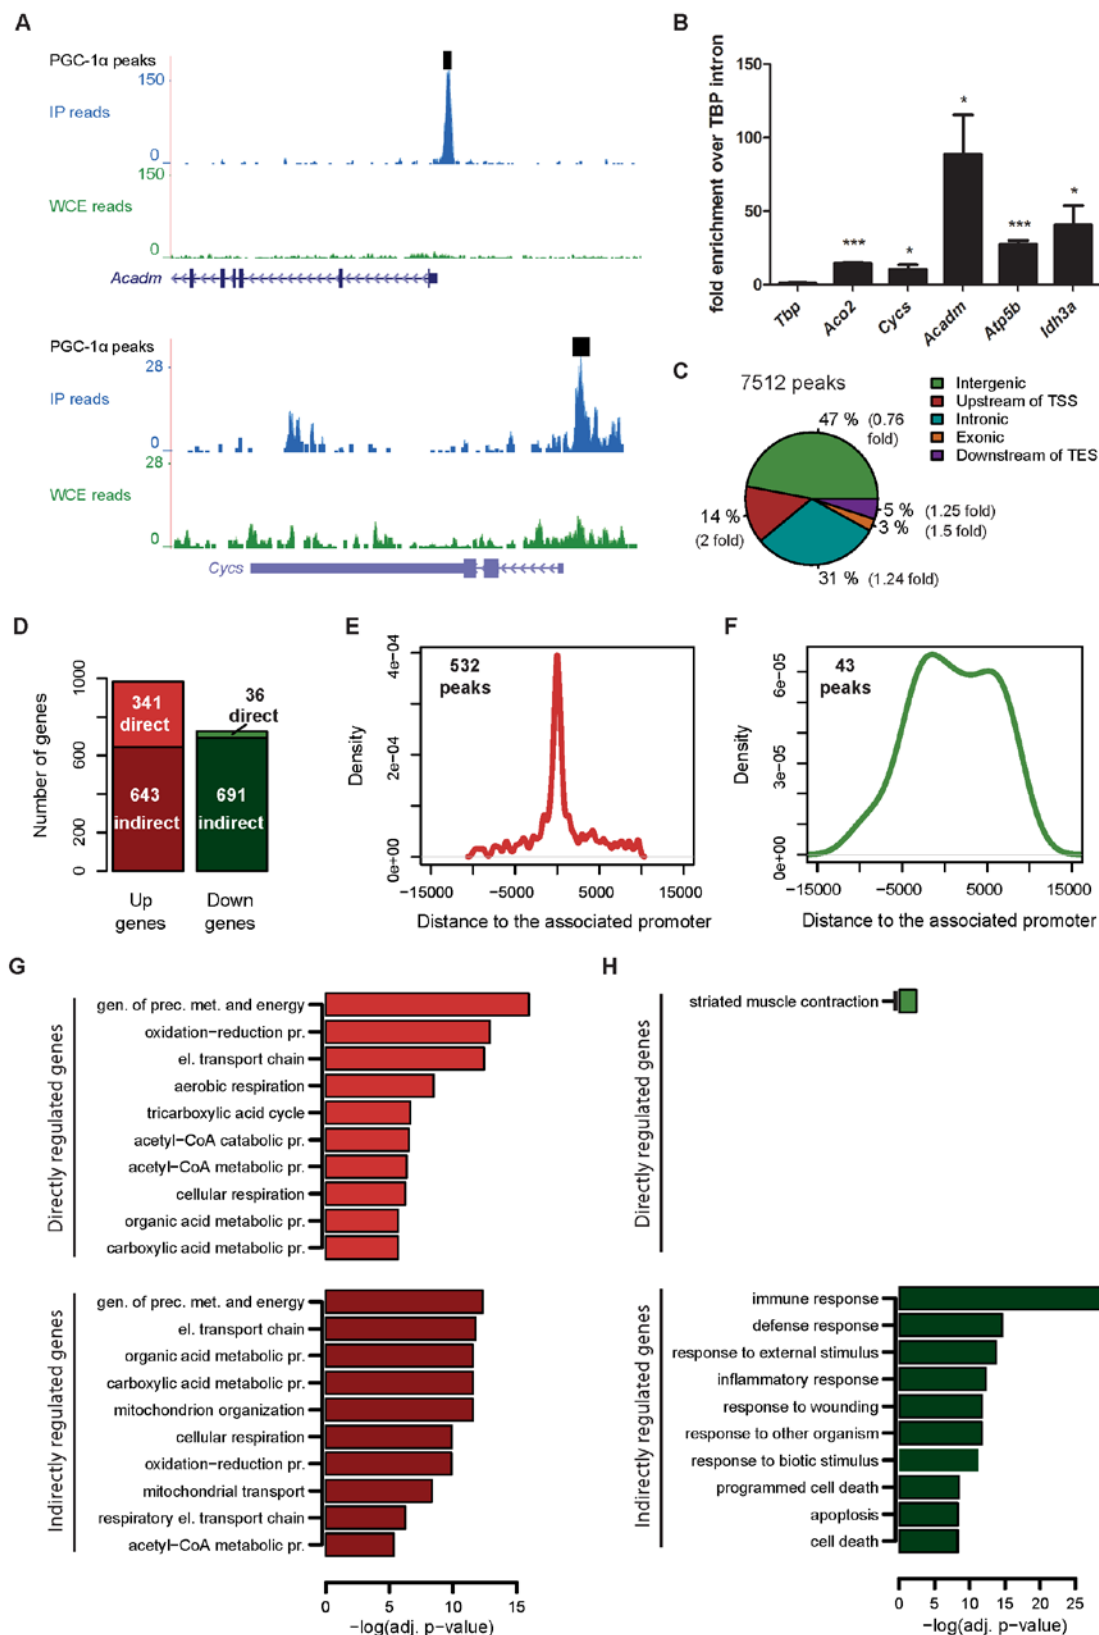 A
PGC-1α peaks
150
IP reads
0
150
WCE reads
0
Acadm
PGC-1α peaks
28
IP reads
0
28
WCE reads
0
Cycs
B
fold enrichment over TBP intron
150
100
50
0
*
***
*
*
***
*
Tbp
Aco2
Cycs
Acadm
Atp5b
Idh3a
C
7512 peaks
47 % (0.76
fold)
14 %
(2 fold)
31 % (1.24 fold)
5 % (1.25 fold)
3 % (1.5 fold)
Intergenic
Upstream of TSS
Intronic
Exonic
Downstream of TES
D
Number of genes
1000
600
200
0
341
direct
643
indirect
36
direct
691
indirect
Up
genes
Down
genes
E
532
peaks
Density
4e−04
2e−04
0e+00
−15000
−5000
5000
15000
Distance to the associated promoter
F
43
peaks
Density
6e−05
3e−05
0e+00
−15000
−5000
5000
15000
Distance to the associated promoter
G
Directly regulated genes
gen. of prec. met. and energy
oxidation−reduction pr.
el. transport chain
aerobic respiration
tricarboxylic acid cycle
acetyl−CoA catabolic pr.
acetyl−CoA metabolic pr.
cellular respiration
organic acid metabolic pr.
carboxylic acid metabolic pr.
Indirectly regulated genes
gen. of prec. met. and energy
el. transport chain
organic acid metabolic pr.
carboxylic acid metabolic pr.
mitochondrion organization
cellular respiration
oxidation−reduction pr.
mitochondrial transport
respiratory el. transport chain
acetyl−CoA metabolic pr.
0
5
10
15
−log(adj. p−value)
H
Directly regulated genes
striated muscle contraction
Indirectly regulated genes
immune response
defense response
response to external stimulus
inflammatory response
response to wounding
response to other organism
response to biotic stimulus
programmed cell death
apoptosis
cell death
0
5
10
15
20
25
−log(adj. p−value)